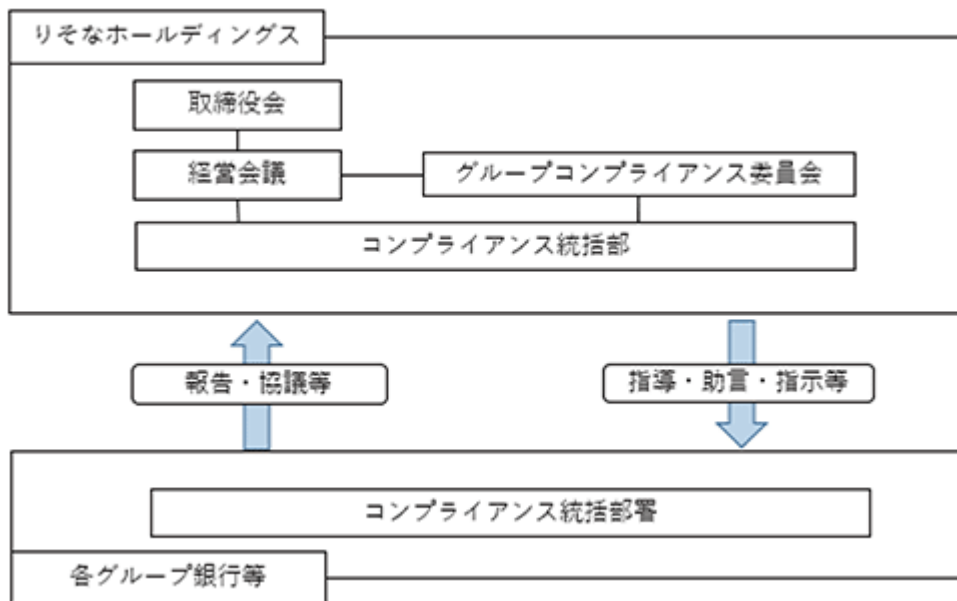 りそなホールディングス
取締役会
経営会議
グループコンプライアンス委員会
コンプライアンス統括部
報告・協議等
指導・助言・指示等
コンプライアンス統括部署
各グループ銀行等